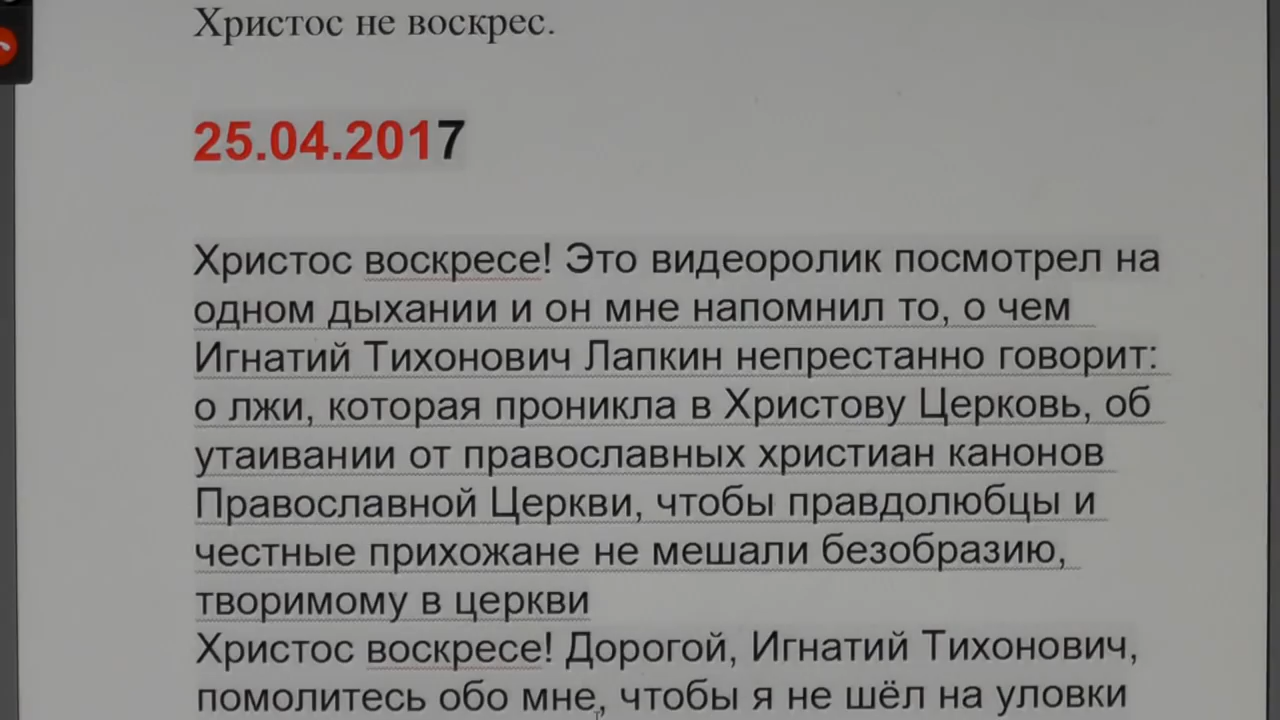 Христос не воскрес.
25.04.2017
Христос воскресе! Это видеоролик посмотрел на
одном дыхании и он мне напомнил то, о чем
Игнатий Тихонович Лапкин непрестанно говорит:
о лжи, которая проникла в Христову Церковь, об
утаивании от православных христиан канонов
Православной Церкви, чтобы правдолюбцы и
честные прихожане не мешали безобразию,
творимому в церкви
Христос воскресе! Дорогой, Игнатий Тихонович,
помолитесь обо мне, чтобы я не шёл на уловки